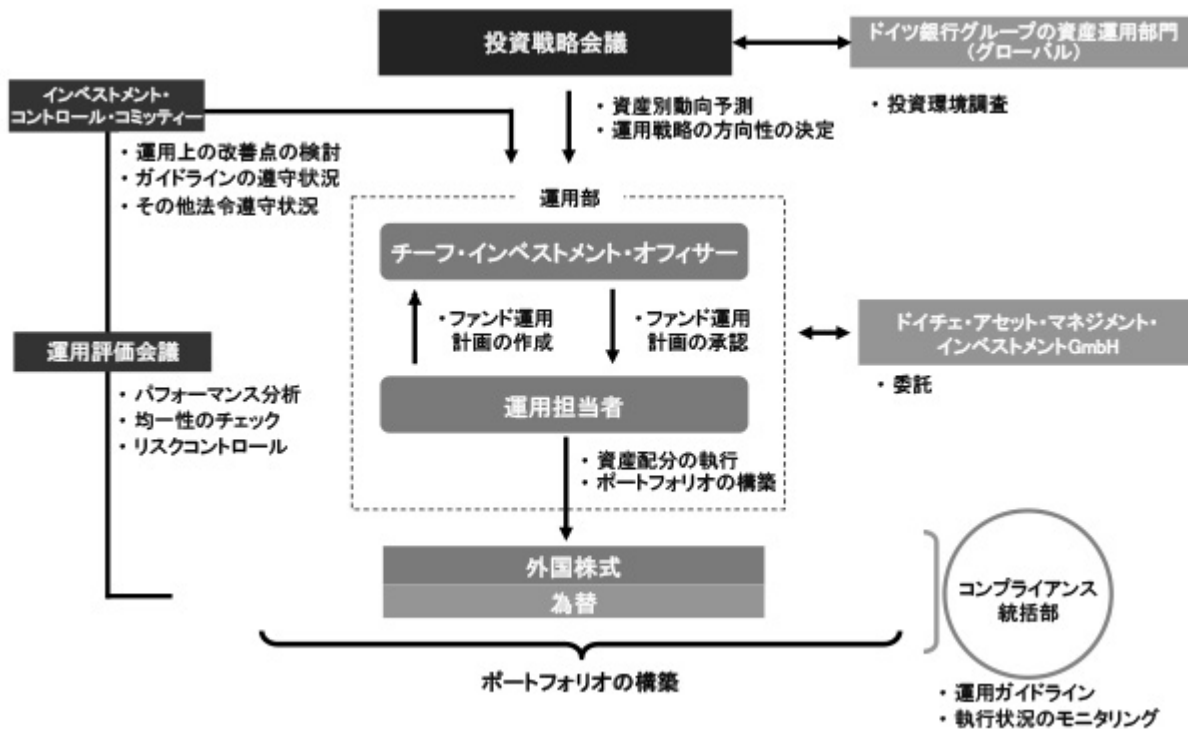 投資戦略会議
ドイツ銀行グループの資産運用部門
(グローバル)
・投資環境調査
インベストメント・
コントロール・コミッティー
・資産別動向予測
・運用戦略の方向性の決定
・運用上の改善点の検討
・ガイドラインの遵守状況
・その他法令遵守状況
運用部
チーフ・インベストメント・オフィサー
・ファンド運用
計画の作成
・ファンド運用
計画の承認
ドイチェ・アセット・マネジメント・
インベストメントGmbH
・委託
運用評価会議
・パフォーマンス分析
・均一性のチェック
・リスクコントロール
運用担当者
・資産配分の執行
・ポートフォリオの構築
外国株式
為替
ポートフォリオの構築
コンプライアンス
統括部
・運用ガイドライン
・執行状況のモニタリング